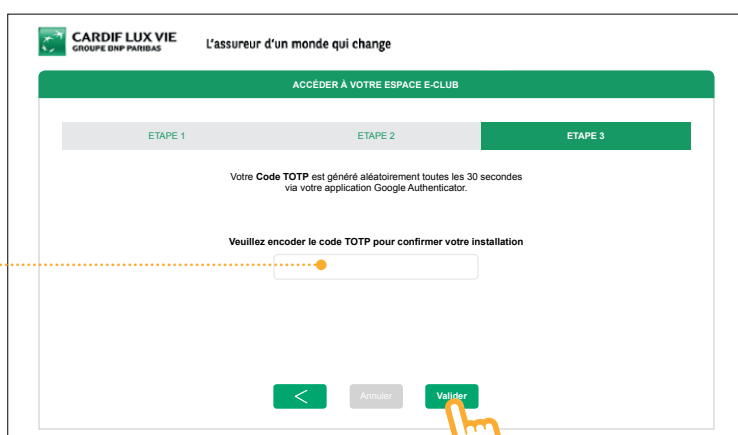 CARDIF LUX VIE
GROUPE BNP PARIBAS
L'assureur d'un monde qui change
ACCÉDER À VOTRE ESPACE E-CLUB
ETAPE 1
ETAPE 2
ETAPE 3
Votre Code TOTP est généré aléatoirement toutes les 30 secondes
via votre application Google Authenticator.
Veuillez encoder le code TOTP pour confirmer votre installation
<
Annuler
Valider